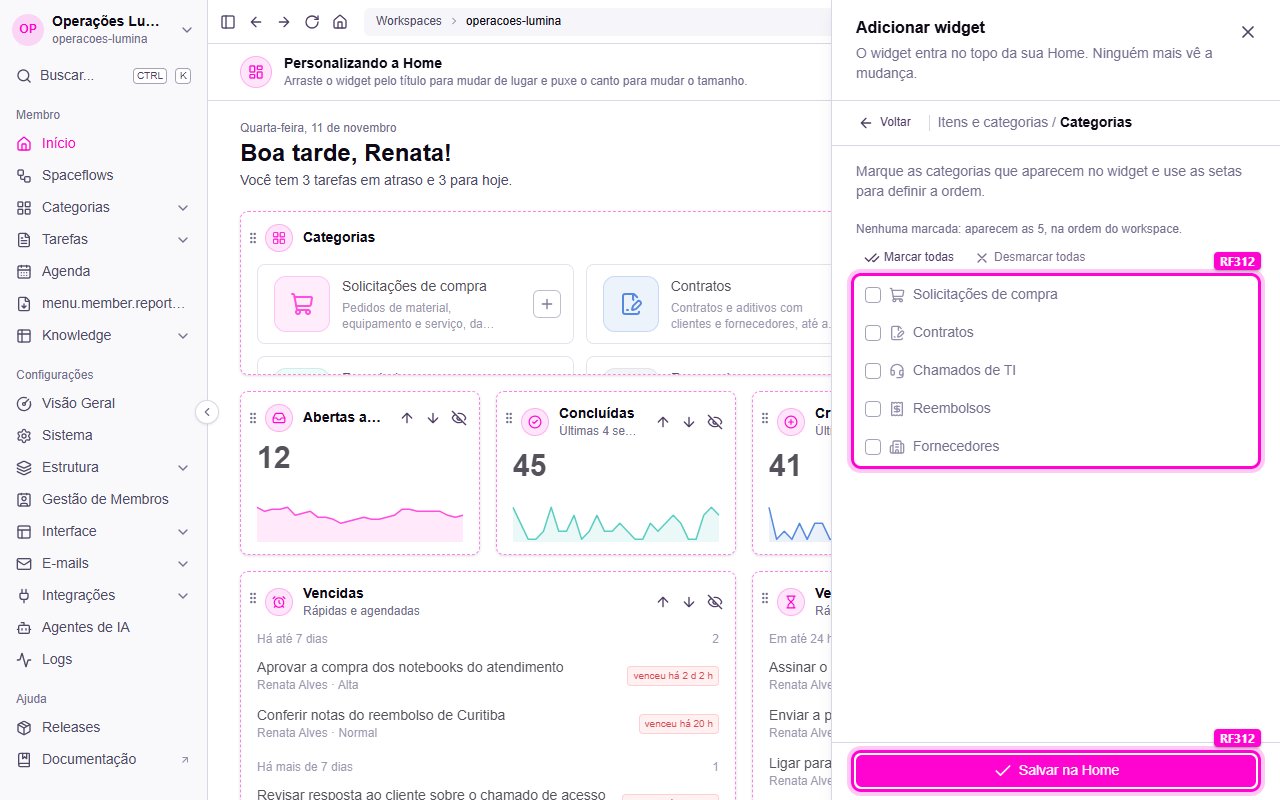 OP
Operações Lu...
operacoes-lumina
Buscar...
CTRL
K
Membro
Início
Spaceflows
Categorias
Tarefas
Agenda
menu.member.report...
Knowledge
Configurações
Visão Geral
Sistema
Estrutura
Gestão de Membros
Interface
E-mails
Integrações
Agentes de IA
Logs
Ajuda
Releases
Documentação
Workspaces
operacoes-lumina
Personalizando a Home
Arraste o widget pelo título para mudar de lugar e puxe o canto para mudar o tamanho.
Quarta-feira, 11 de novembro
Boa tarde, Renata!
Você tem 3 tarefas em atraso e 3 para hoje.
Categorias
Solicitações de compra
Pedidos de material,
equipamento e serviço, da...
Contratos
Contratos e aditivos com
clientes e fornecedores, até a
Abertas a...
12
Concluídas
Últimas 4 se...
45
41
Vencidas
Rápidas e agendadas
Há até 7 dias
2
Aprovar a compra dos notebooks do atendimento
Renata Alves · Alta
venceu há 2 d 2 h
Conferir notas do reembolso de Curitiba
Renata Alves · Normal
venceu há 20 h
Há mais de 7 dias
1
Revisar resposta ao cliente sobre o chamado de acesso
Em até 24 h
Assinar o
Renata Alve
Enviar a p
Renata Alve
Ligar para
Renata Alve
Adicionar widget
O widget entra no topo da sua Home. Ninguém mais vê a
mudança.
Voltar
Itens e categorias / Categorias
Marque as categorias que aparecem no widget e use as setas
para definir a ordem.
Nenhuma marcada: aparecem as 5, na ordem do workspace.
Marcar todas
Desmarcar todas
RF312
Solicitações de compra
Contratos
Chamados de TI
Reembolsos
Fornecedores
RF312
Salvar na Home